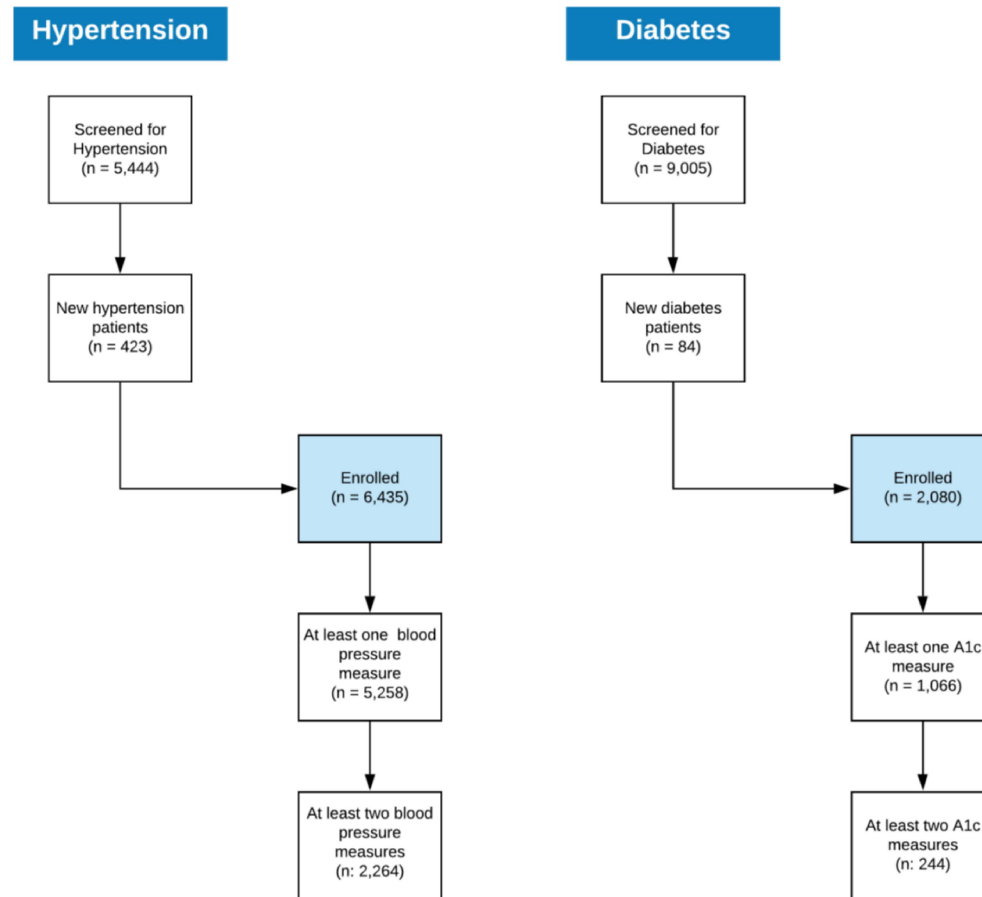 Hypertension
Screened for
Hypertension
(n = 5,444)
New hypertension
patients
(n = 423)
Enrolled
(n = 6,435)
At least one blood
pressure
measure
(n = 5,258)
At least two blood
pressure
measures
(n: 2,264)
Diabetes
Screened for
Diabetes
(n = 9,005)
New diabetes
patients
(n = 84)
Enrolled
(n = 2,080)
At least one A1c
measure
(n = 1,066)
At least two A1c
measures
(n: 244)